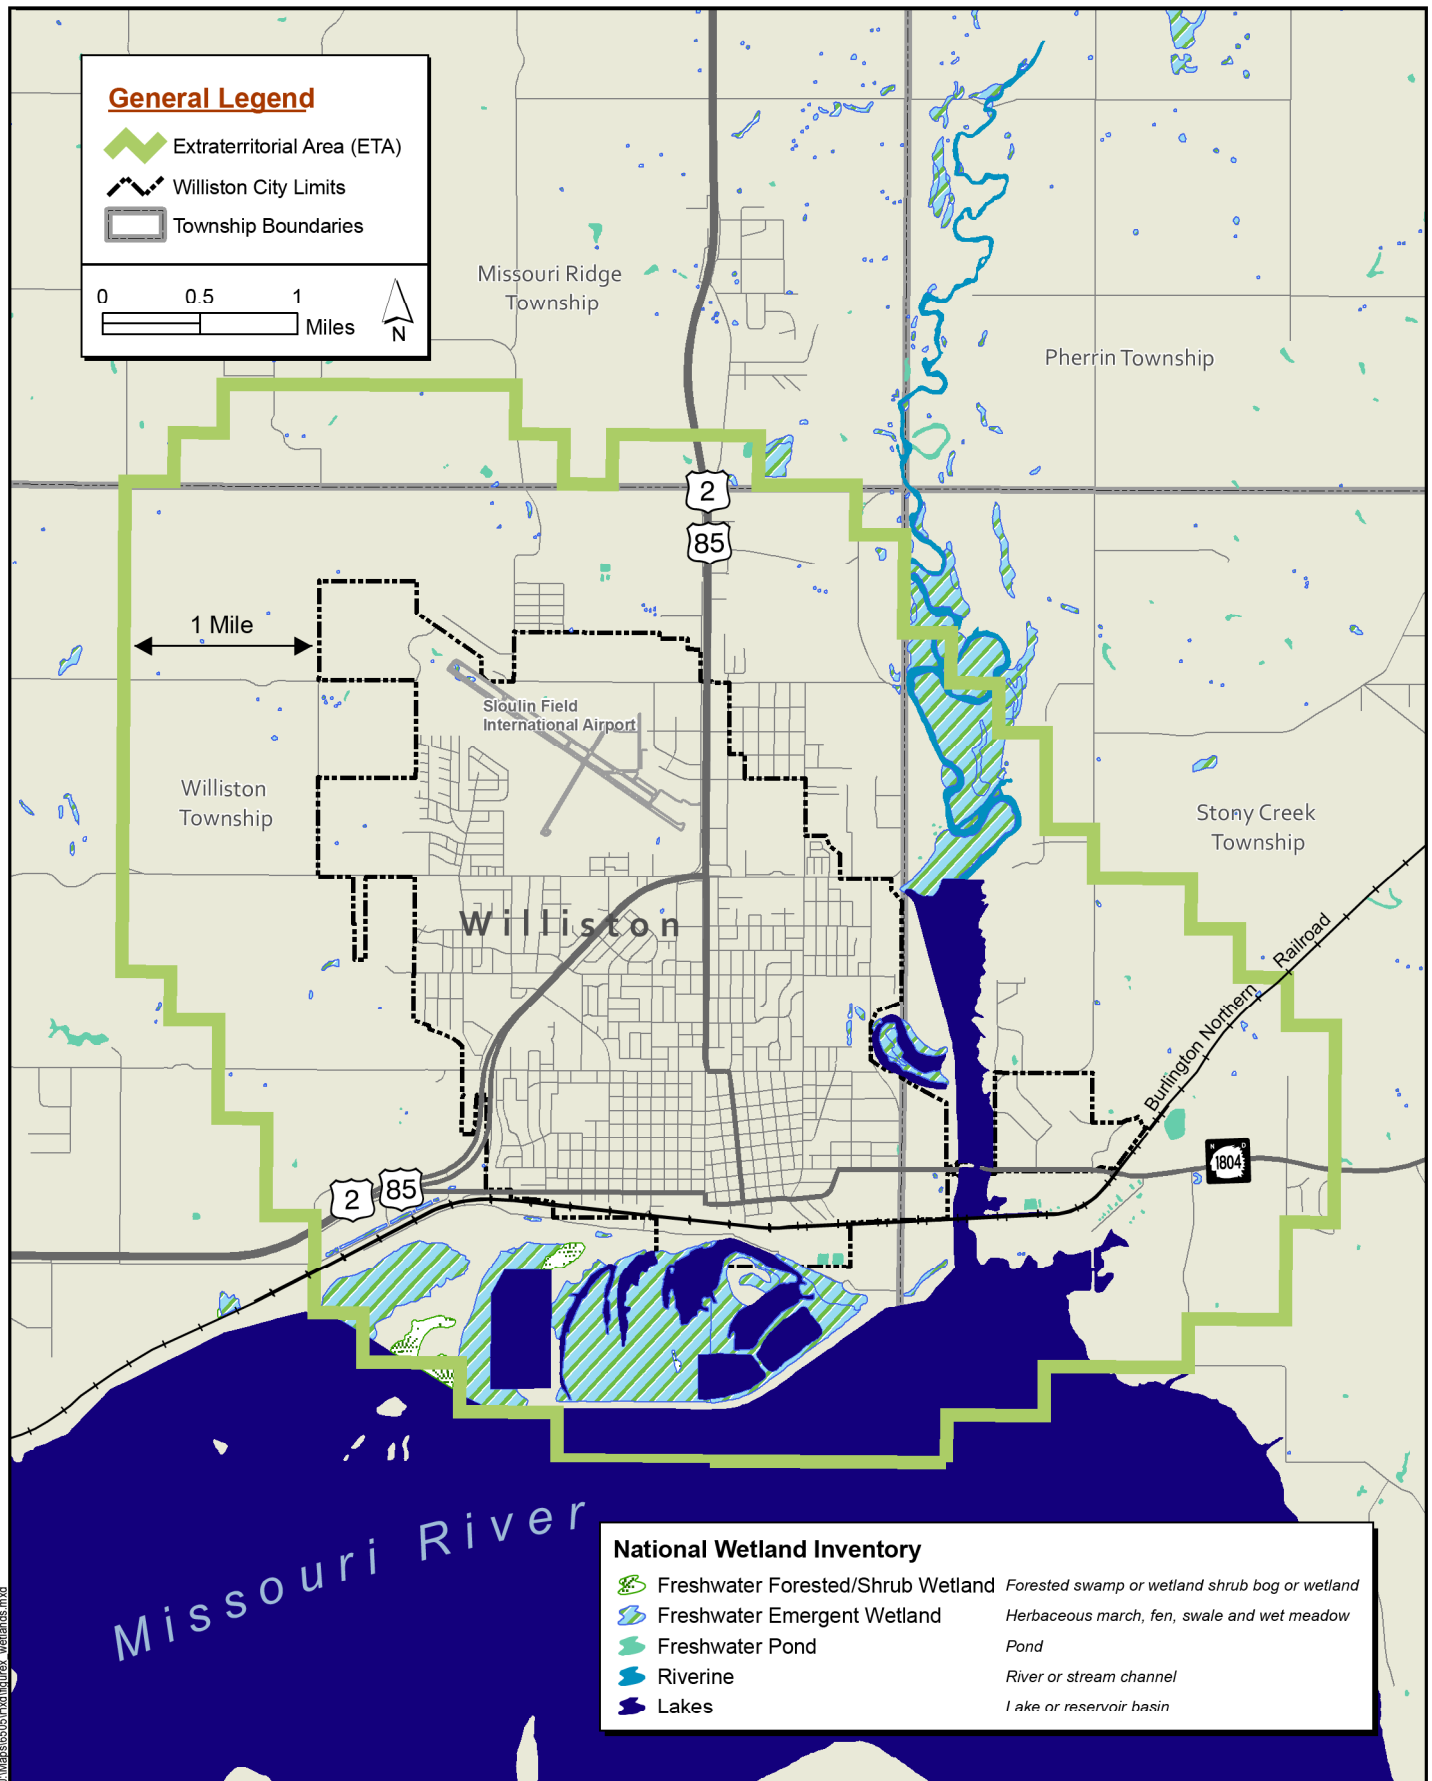 General Legend
Extraterritorial Area (ETA)
Williston City Limits
Township Boundaries
0 0.5 1
Miles
N
Missouri Ridge
Township
Pherrin Township
2
85
1 Mile
Sloulin Field
International Airport
Williston
Township
Stony Creek
Township
Williston
Burlington Northern Railroad
N D
1804
2
85
Missouri River
National Wetland Inventory
Freshwater Forested/Shrub Wetland Forested swamp or wetland shrub bog or wetland
Freshwater Emergent Wetland Herbaceous march, fen, swale and wet meadow
Freshwater Pond Pond
Riverine River or stream channel
Lakes Lake or reservoir basin